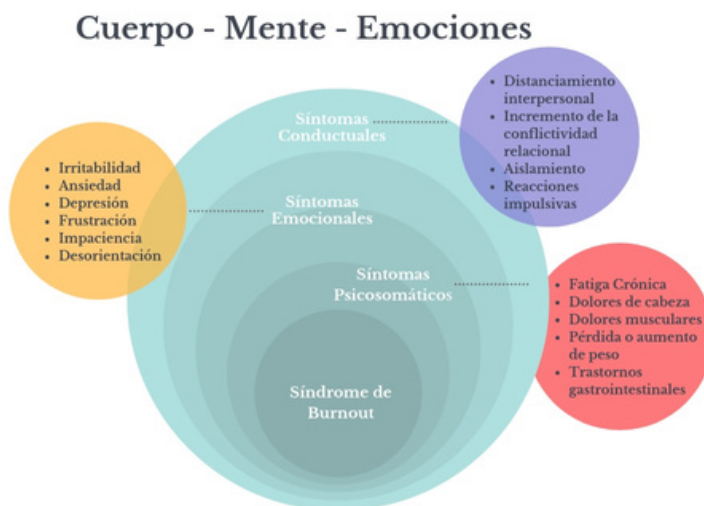 Cuerpo - Mente - Emociones
Síntomas
Conductuales
• Distanciamiento
interpersonal
• Incremento de la
conflictividad
relacional
• Aislamiento
• Reacciones
impulsivas
• Irritabilidad
• Ansiedad
• Depresión
• Frustración
• Impaciencia
• Desorientación
Síntomas
Emocionales
Síntomas
Psicosomáticos
• Fatiga Crónica
• Dolores de cabeza
• Dolores musculares
• Pérdida o aumento
de peso
• Trastornos
gastrointestinales
Síndrome de
Burnout